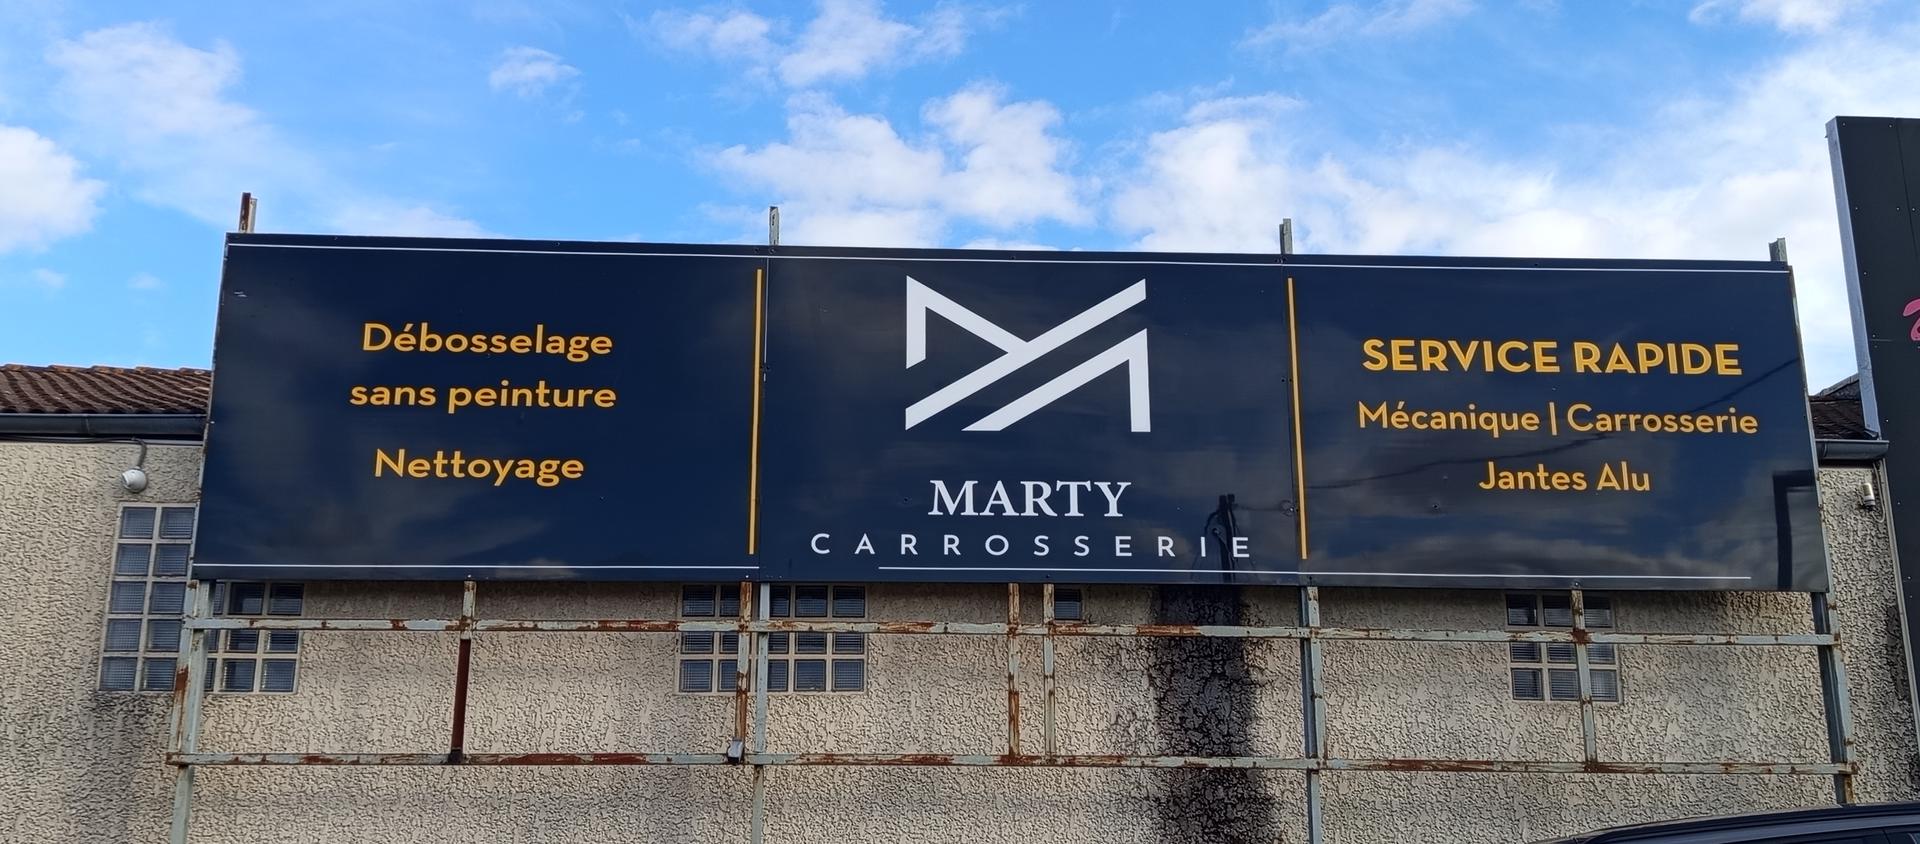 Débosselage
sans peinture
Nettoyage
MARTY
CARROSSERIE
SERVICE RAPIDE
Mécanique | Carrosserie
Jantes Alu